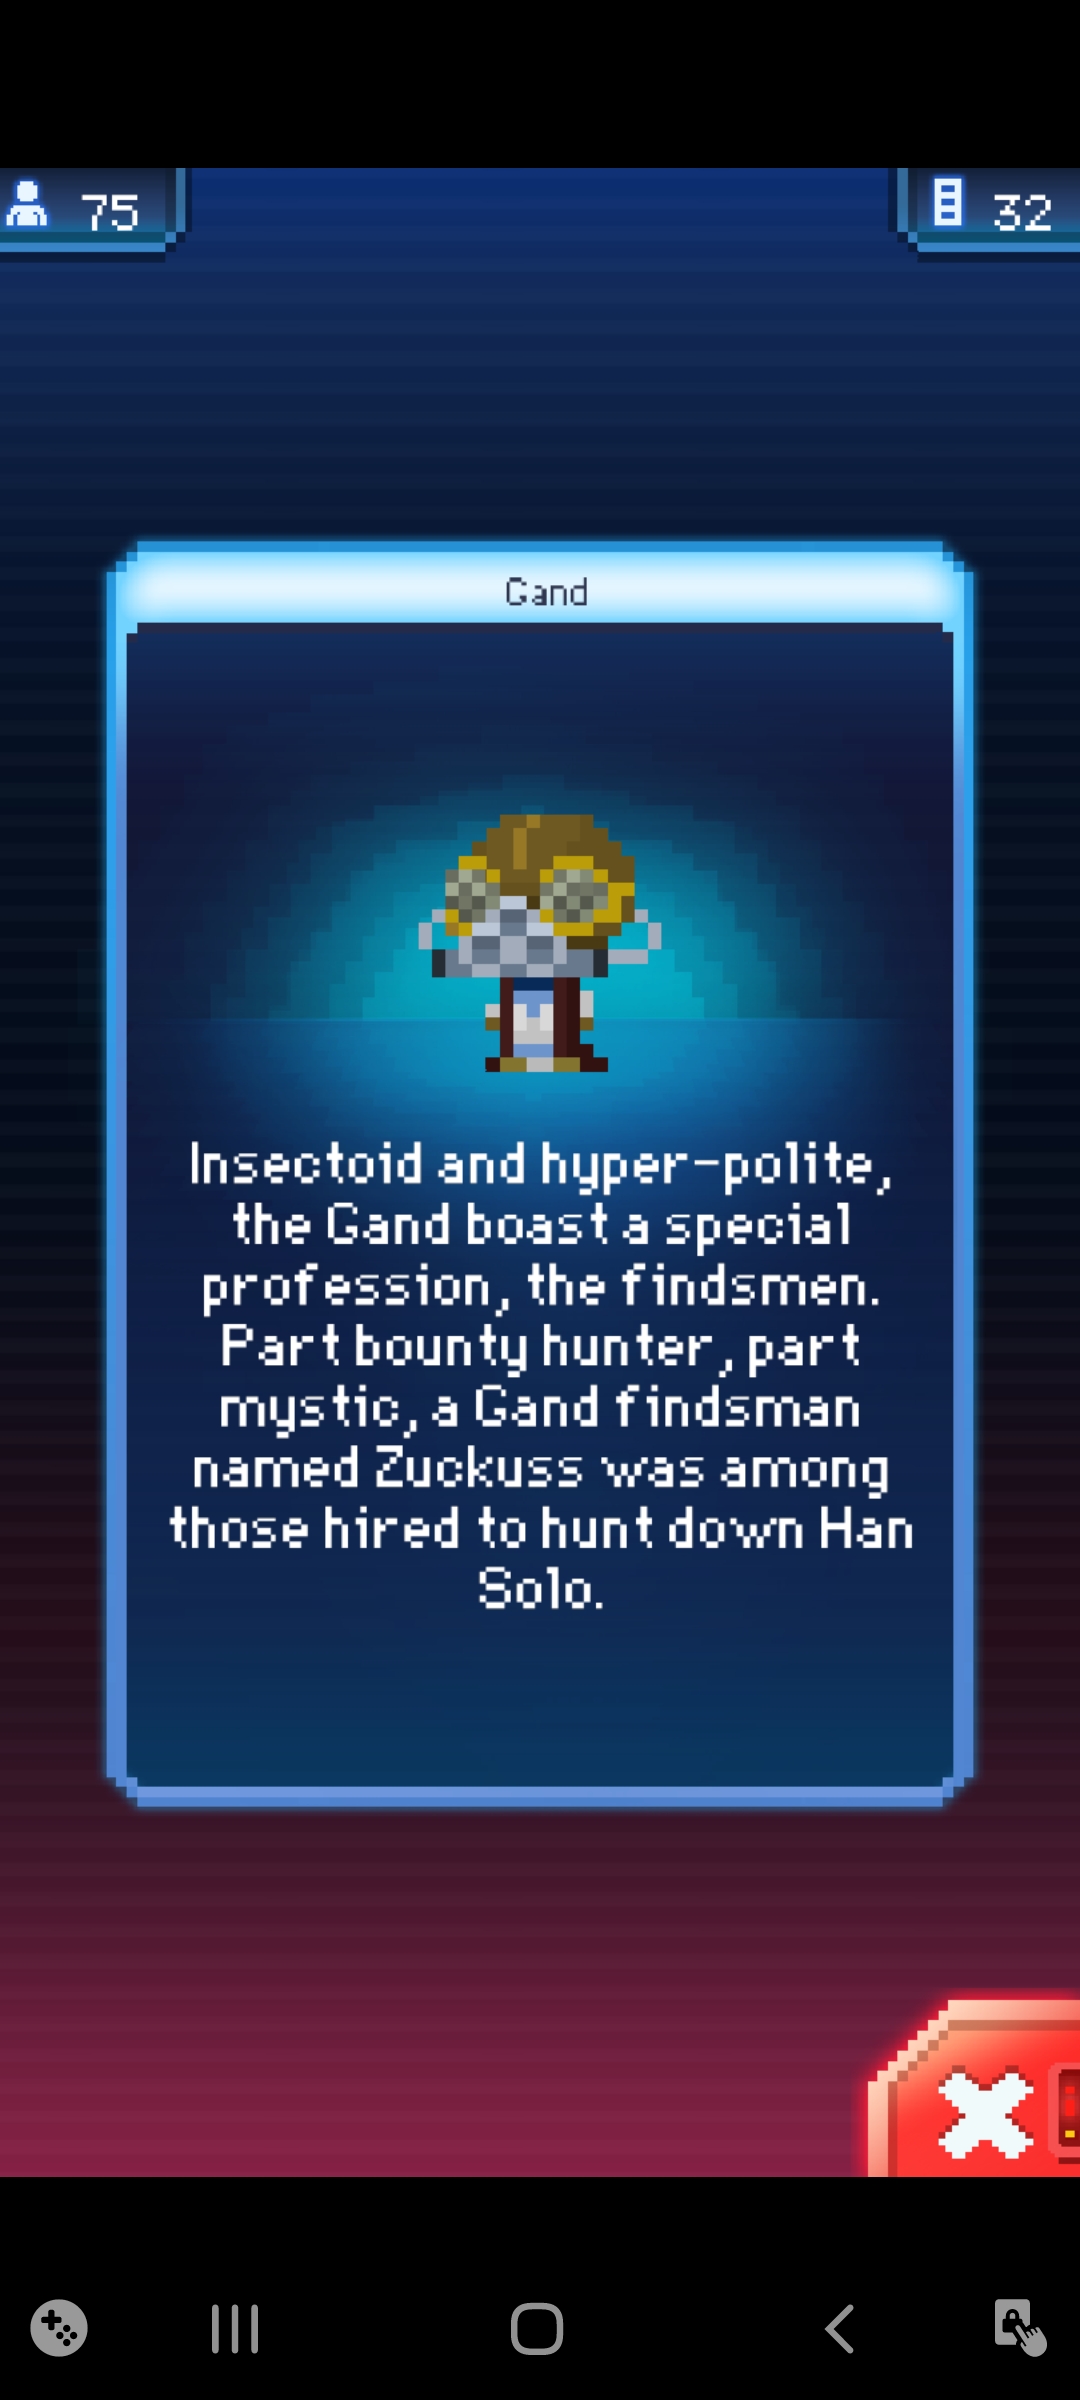 75
32
Gand
Insectoid and hyper-polite,
the Gand boast a special
profession, the findsmen.
Part bounty hunter, part
mystic, a Gand findsman
named Zuckuss was among
those hired to hunt down Han
Solo.